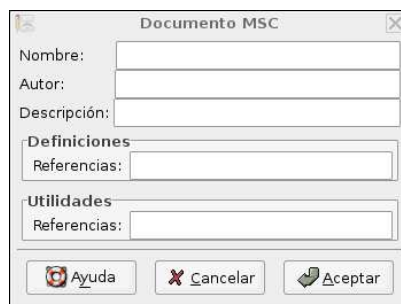 Documento MSC
Nombre:
Autor:
Descripción:
Definiciones
Referencias:
Utilidades
Referencias:
Ayuda Cancelar Aceptar